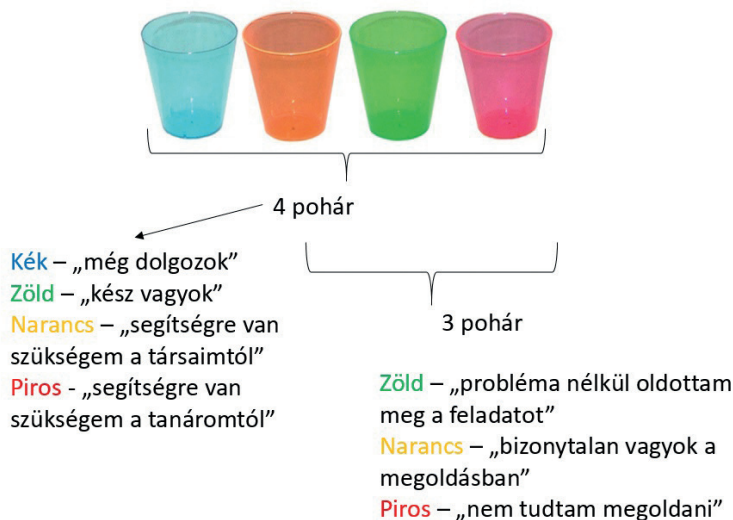 4 pohár
Kék – „még dolgozok”
Zöld – „kész vagyok”
Narancs – „segítségre van
szükségem a társaimtól”
Piros - „segítségre van
szükségem a tanáromtól”
3 pohár
Zöld – „probléma nélkül oldottam
meg a feladatot”
Narancs – „bizonytalan vagyok a
megoldásban”
Piros – „nem tudtam megoldani”